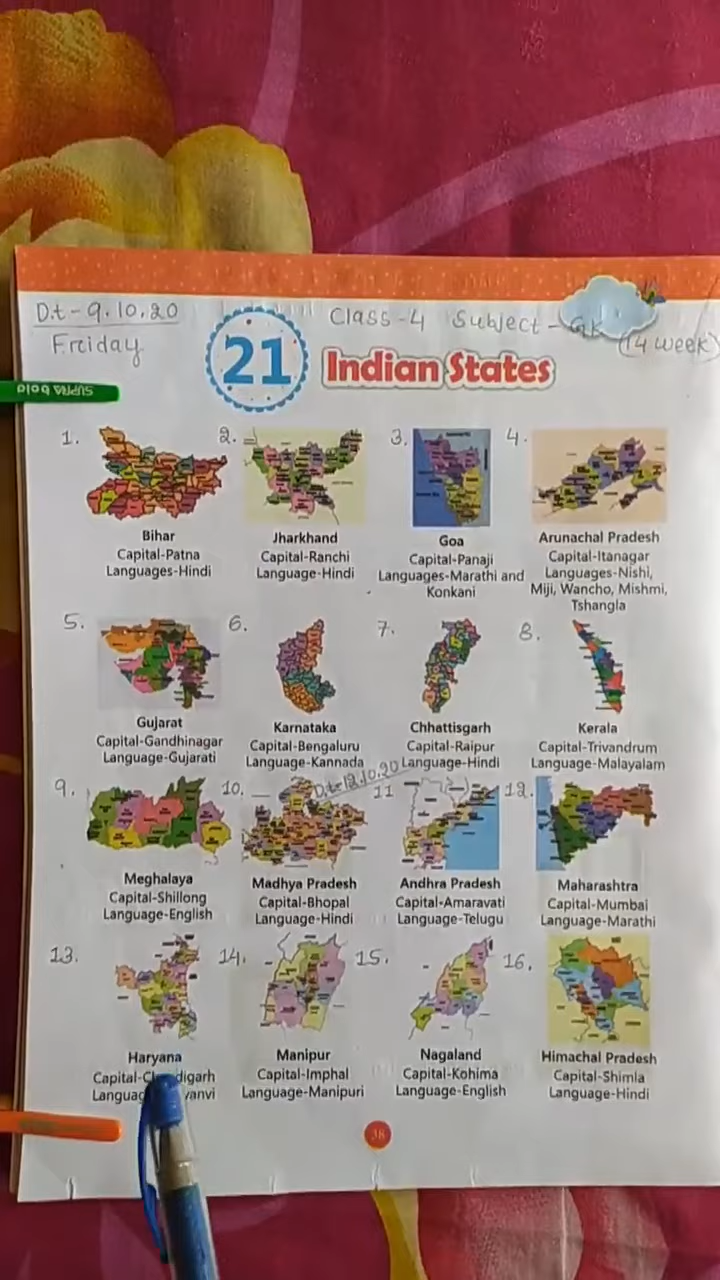 D.t-9.10.20 Class-4 Subject-GK
Friday (14 week)
21 Indian States
SUPRA bold
1. 2. 3. 4.
Bihar
Capital-Patna
Languages-Hindi
Jharkhand
Capital-Ranchi
Language-Hindi
Goa
Capital-Panaji
Languages-Marathi and
Konkani
Arunachal Pradesh
Capital-Itanagar
Languages-Nishi,
Miji, Wancho, Mishmi,
Tshangla
5. 6. 7. 8.
Gujarat
Capital-Gandhinagar
Language-Gujarati
Karnataka
Capital-Bengaluru
Language-Kannada
Chhattisgarh
Capital-Raipur
Language-Hindi
Kerala
Capital-Trivandrum
Language-Malayalam
D.t-12.10.20
9. 10. 11 12.
Meghalaya
Capital-Shillong
Language-English
Madhya Pradesh
Capital-Bhopal
Language-Hindi
Andhra Pradesh
Capital-Amaravati
Language-Telugu
Maharashtra
Capital-Mumbai
Language-Marathi
13. 14. 15. 16.
Haryana
Manipur
Capital-Imphal
Language-Manipuri
Nagaland
Capital-Kohima
Language-English
Himachal Pradesh
Capital-Shimla
Language-Hindi
38